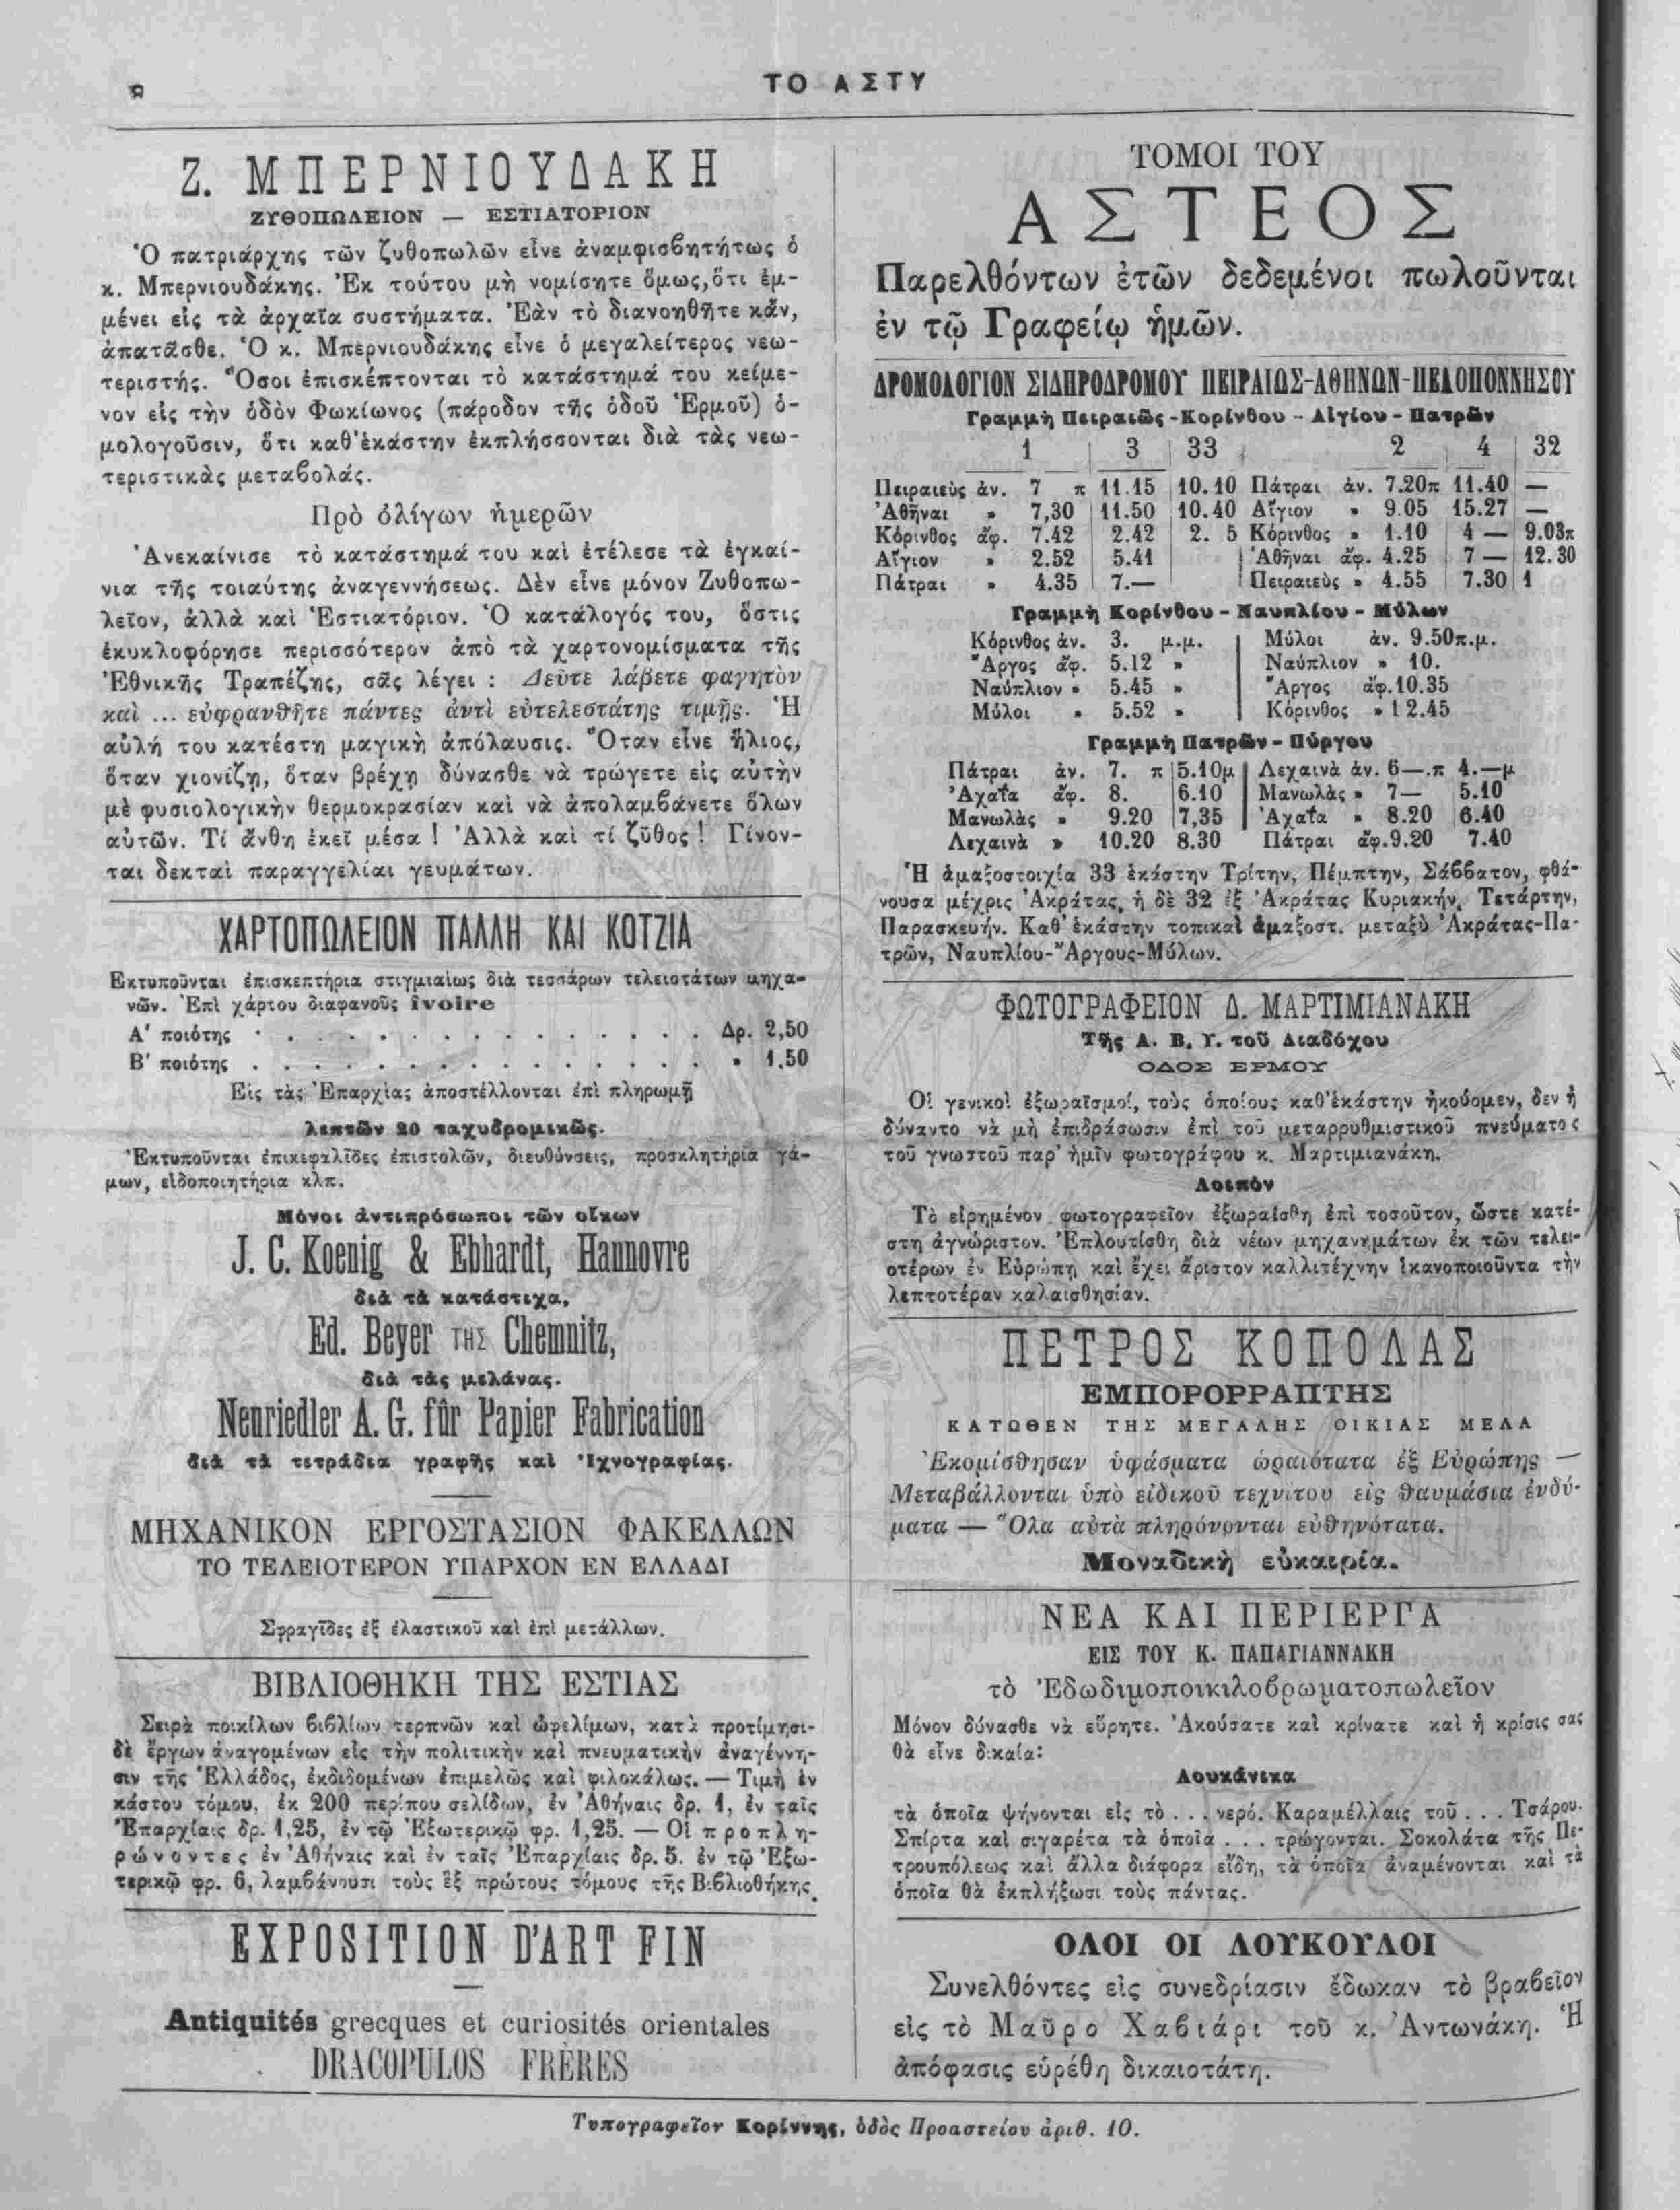 ΤΟ ΑΣΤΥ
Ζ. ΜΠΕΡΝΙΟΥΔΑΚΗ
ΖΥΘΟΠΩΛΕΙΟΝ — ΕΣΤΙΑΤΟΡΙΟΝ
Ὁ πατριάρχης τῶν ζυθοπωλῶν εἶνε ἀναμφισβητήτως ὁ
κ. Μπερνιουδάκης. Ἐκ τούτου μὴ νομίσητε ὅμως, ὅτι ἐμ-
μένει εἰς τὰ ἀρχαῖα συστήματα. Ἐὰν τὸ διανοηθῆτε κἄν,
ἀπατᾶσθε. Ὁ κ. Μπερνιουδάκης εἶνε ὁ μεγαλείτερος νεω-
τεριστής. Ὅσοι ἐπισκέπτονται τὸ κατάστημά του κείμε-
νον εἰς τὴν ὁδὸν Φωκίωνος (πάροδον τῆς ὁδοῦ Ἑρμοῦ) ὁ-
μολογοῦσιν, ὅτι καθ' ἑκάστην ἐκπλήσσονται διὰ τὰς νεω-
τεριστικὰς μεταβολάς.
Πρὸ ὀλίγων ἡμερῶν
Ἀνεκαίνισε τὸ κατάστημά του καὶ ἐτέλεσε τὰ ἐγκαί-
νια τῆς τοιαύτης ἀναγεννήσεως. Δὲν εἶνε μόνον Ζυθοπω-
λεῖον, ἀλλὰ καὶ Ἑστιατόριον. Ὁ κατάλογός του, ὅστις
ἐκυκλοφόρησε περισσότερον ἀπὸ τὰ χαρτονομίσματα τῆς
Ἐθνικῆς Τραπέζης, σᾶς λέγει : Δεῦτε λάβετε φαγητὸν
καὶ ... εὐφρανθῆτε πάντες ἀντὶ εὐτελεστάτης τιμῆς. Ἡ
αὐλή του κατέστη μαγικὴ ἀπόλαυσις. Ὅταν εἶνε ἥλιος,
ὅταν χιονίζῃ, ὅταν βρέχῃ δύνασθε νὰ τρώγετε εἰς αὐτὴν
μὲ φυσιολογικὴν θερμοκρασίαν καὶ νὰ ἀπολαμβάνετε ὅλων
αὐτῶν. Τί ἄνθη ἐκεῖ μέσα ! Ἀλλὰ καὶ τί ζῦθος ! Γίνον-
ται δεκταὶ παραγγελίαι γευμάτων.
ΧΑΡΤΟΠΩΛΕΙΟΝ ΠΑΛΛΗ ΚΑΙ ΚΟΤΖΙΑ
Εκτυποῦνται ἐπισκεπτήρια στιγμιαίως διὰ τεσσάρων τελειοτάτων μηχα-
νῶν. Ἐπὶ χάρτου διαφανοῦς ivoire
Α' ποιότης . . . . . . . . . . . . . . . Δρ. 2,50
Β' ποιότης . . . . . . . . . . . . . . . » 1.50
Εἰς τὰς Ἐπαρχίας ἀποστέλλονται ἐπὶ πληρωμῇ
λεπτῶν 20 ταχυδρομικῶς.
Ἐκτυποῦνται ἐπικεφαλῖδες ἐπιστολῶν, διευθύνσεις, προσκλητήρια γά-
μων, εἰδοποιητήρια κλπ.
Μόνοι ἀντιπρόσωποι τῶν οἴκων
J. C. Koenig & Ebhardt, Hannovre
διὰ τὰ κατάστιχα,
Ed. Beyer ΤΗΣ Chemnitz,
διὰ τὰς μελάνας.
Nenriedler A. G. fûr Papier Fabrication
διὰ τὰ τετράδια γραφῆς καὶ Ἰχνογραφίας.
ΜΗΧΑΝΙΚΟΝ ΕΡΓΟΣΤΑΣΙΟΝ ΦΑΚΕΛΛΩΝ
ΤΟ ΤΕΛΕΙΟΤΕΡΟΝ ΥΠΑΡΧΟΝ ΕΝ ΕΛΛΑΔΙ
Σφραγῖδες ἐξ ἐλαστικοῦ καὶ ἐπὶ μετάλλων.
ΒΙΒΛΙΟΘΗΚΗ ΤΗΣ ΕΣΤΙΑΣ
Σειρὰ ποικίλων βιβλίων τερπνῶν καὶ ὠφελίμων, κατὰ προτίμησι-
δὲ ἔργων ἀναγομένων εἰς τὴν πολιτικὴν καὶ πνευματικὴν ἀναγέννη-
σιν τῆς Ἑλλάδος, ἐκδιδομένων ἐπιμελῶς καὶ φιλοκάλως. — Τιμὴ ἑν
κάστου τόμου, ἐκ 200 περίπου σελίδων, ἐν Ἀθήναις δρ. 1, ἐν ταῖς
Ἐπαρχίαις δρ. 1,25, ἐν τῷ Ἐξωτερικῷ φρ. 1,25. — Οἱ προπλη-
ρώνοντες ἐν Ἀθήναις καὶ ἐν ταῖς Ἐπαρχίαις δρ. 5. ἐν τῷ Ἐξω-
τερικῷ φρ. 6, λαμβάνουσι τοὺς ἓξ πρώτους τόμους τῆς Βιβλιοθήκης.
EXPOSITION D'ART FIN
Antiquités grecques et curiosités orientales
DRACOPULOS FRÈRES
ΤΟΜΟΙ ΤΟΥ
ΑΣΤΕΟΣ
Παρελθόντων ἐτῶν δεδεμένοι πωλοῦνται
ἐν τῷ Γραφείῳ ἡμῶν.
ΔΡΟΜΟΛΟΓΙΟΝ ΣΙΔΗΡΟΔΡΟΜΟΥ ΠΕΙΡΑΙΩΣ-ΑΘΗΝΩΝ-ΠΕΛΟΠΟΝΝΗΣΟΥ
Γραμμὴ Πειραιῶς - Κορίνθου - Αἰγίου - Πατρῶν
1 3 33 2 4 32
Πειραιεὺς ἀν. 7 π 11.15 10.10 Πάτραι ἀν. 7.20π 11.40 —
Ἀθῆναι » 7,30 11.50 10.40 Αἴγιον » 9.05 15.27 —
Κόρινθος ἀφ. 7.42 2.42 2. 5 Κόρινθος » 1.10 4 — 9.03π
Αἴγιον » 2.52 5.41 Ἀθῆναι ἀφ. 4.25 7 — 12.30
Πάτραι » 4.35 7.— Πειραιεὺς » 4.55 7.30 1
Γραμμὴ Κορίνθου - Ναυπλίου - Μύλων
Κόρινθος ἀν. 3. μ.μ. Μύλοι ἀν. 9.50π.μ.
Ἄργος ἀφ. 5.12 » Ναύπλιον » 10.
Ναύπλιον » 5.45 » Ἄργος ἀφ. 10.35
Μύλοι » 5.52 » Κόρινθος » 12.45
Γραμμὴ Πατρῶν - Πύργου
Πάτραι ἀν. 7. π 5.10μ Λεχαινὰ ἀν. 6—.π 4.—μ
Ἀχαΐα ἀφ. 8. 6.10 Μανωλὰς » 7— 5.10
Μανωλὰς » 9.20 7,35 Ἀχαΐα » 8.20 6.40
Λεχαινὰ » 10.20 8.30 Πάτραι ἀφ. 9.20 7.40
Ἡ ἁμαξοστοιχία 33 ἑκάστην Τρίτην, Πέμπτην, Σάββατον, φθά-
νουσα μέχρις Ἀκράτας, ἡ δὲ 32 ἐξ Ἀκράτας Κυριακήν, Τετάρτην,
Παρασκευήν. Καθ' ἑκάστην τοπικαὶ ἁμαξοστ. μεταξὺ Ἀκράτας-Πα-
τρῶν, Ναυπλίου-Ἄργους-Μύλων.
ΦΩΤΟΓΡΑΦΕΙΟΝ Δ. ΜΑΡΤΙΜΙΑΝΑΚΗ
Τῆς Α. Β. Υ. τοῦ Διαδόχου
ΟΔΟΣ ΕΡΜΟΥ
Οἱ γενικοὶ ἐξωραϊσμοί, τοὺς ὁποίους καθ' ἑκάστην ἠκούομεν, δεν ἠ
δύναντο νὰ μὴ ἐπιδράσωσιν ἐπὶ τοῦ μεταρρυθμιστικοῦ πνεύματος
τοῦ γνωστοῦ παρ' ἡμῖν φωτογράφου κ. Μαρτιμιανάκη.
Λοιπὸν
Τὸ εἰρημένον φωτογραφεῖον ἐξωραΐσθη ἐπὶ τοσοῦτον, ὥστε κατέ-
στη ἀγνώριστον. Ἐπλουτίσθη διὰ νέων μηχανημάτων ἐκ τῶν τελει-
οτέρων ἐν Εὐρώπῃ καὶ ἔχει ἄριστον καλλιτέχνην ἱκανοποιοῦντα τὴν
λεπτοτέραν καλαισθησίαν.
ΠΕΤΡΟΣ ΚΟΠΟΛΑΣ
ΕΜΠΟΡΟΡΡΑΠΤΗΣ
ΚΑΤΩΘΕΝ ΤΗΣ ΜΕΓΑΛΗΣ ΟΙΚΙΑΣ ΜΕΛΑ
Ἐκομίσθησαν ὑφάσματα ὡραιότατα ἐξ Εὐρώπης —
Μεταβάλλονται ὑπὸ εἰδικοῦ τεχνίτου εἰς θαυμάσια ἐνδύ-
ματα — Ὅλα αὐτὰ πληρόνονται εὐθηνότατα.
Μοναδικὴ εὐκαιρία.
ΝΕΑ ΚΑΙ ΠΕΡΙΕΡΓΑ
ΕΙΣ ΤΟΥ Κ. ΠΑΠΑΓΙΑΝΝΑΚΗ
τὸ Ἐδωδιμοποικιλοβρωματοπωλεῖον
Μόνον δύνασθε νὰ εὕρητε. Ἀκούσατε καὶ κρίνατε καὶ ἡ κρίσις σας
θὰ εἶνε δικαία:
Λουκάνικα
τὰ ὁποῖα ψήνονται εἰς τὸ . . . νερό. Καραμέλλαις τοῦ . . . Τσάρου.
Σπίρτα καὶ σιγαρέτα τὰ ὁποῖα . . . τρώγονται. Σοκολάτα τῆς Πε-
τρουπόλεως καὶ ἄλλα διάφορα εἴδη, τὰ ὁποῖα ἀναμένονται καὶ τὰ
ὁποῖα θὰ ἐκπλήξωσι τοὺς πάντας.
ΟΛΟΙ ΟΙ ΛΟΥΚΟΥΛΟΙ
Συνελθόντες εἰς συνεδρίασιν ἔδωκαν τὸ βραβεῖον
εἰς τὸ Μαῦρο Χαβιάρι τοῦ κ. Ἀντωνάκη. Ἡ
ἀπόφασις εὑρέθη δικαιοτάτη.
Τυπογραφεῖον Κορίννης, ὁδὸς Προαστείου ἀριθ. 10.